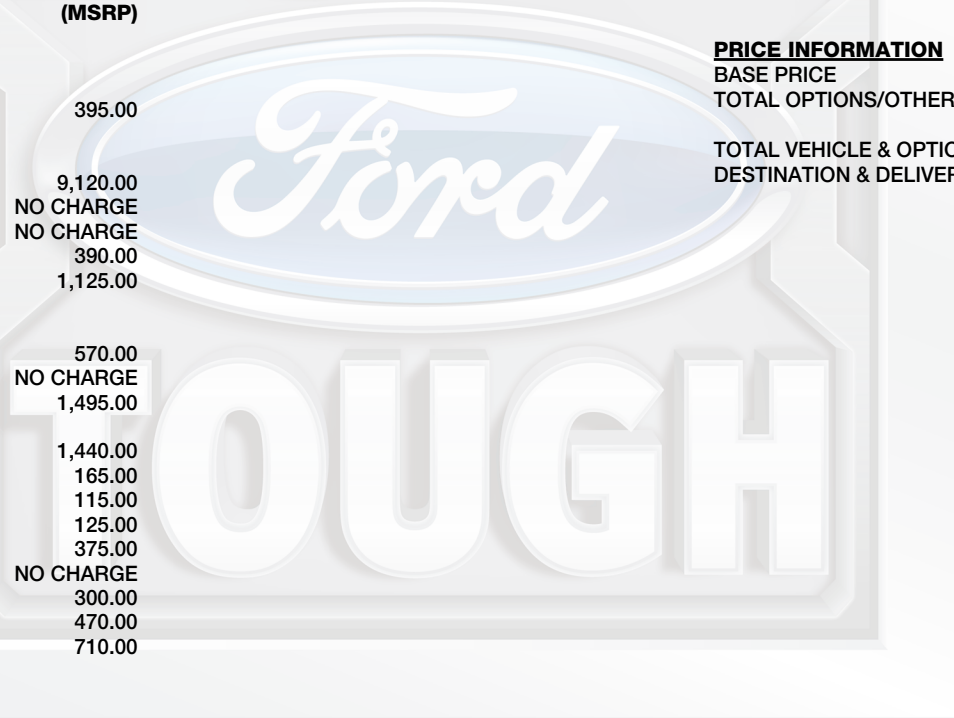 (MSRP)
395.00
9,120.00
NO CHARGE
NO CHARGE
390.00
1,125.00
570.00
NO CHARGE
1,495.00
1,440.00
165.00
115.00
125.00
375.00
NO CHARGE
300.00
470.00
710.00
PRICE INFORMATION
BASE PRICE
TOTAL OPTIONS/OTHER
TOTAL VEHICLE & OPTIO
DESTINATION & DELIVER
Ford
TOUGH